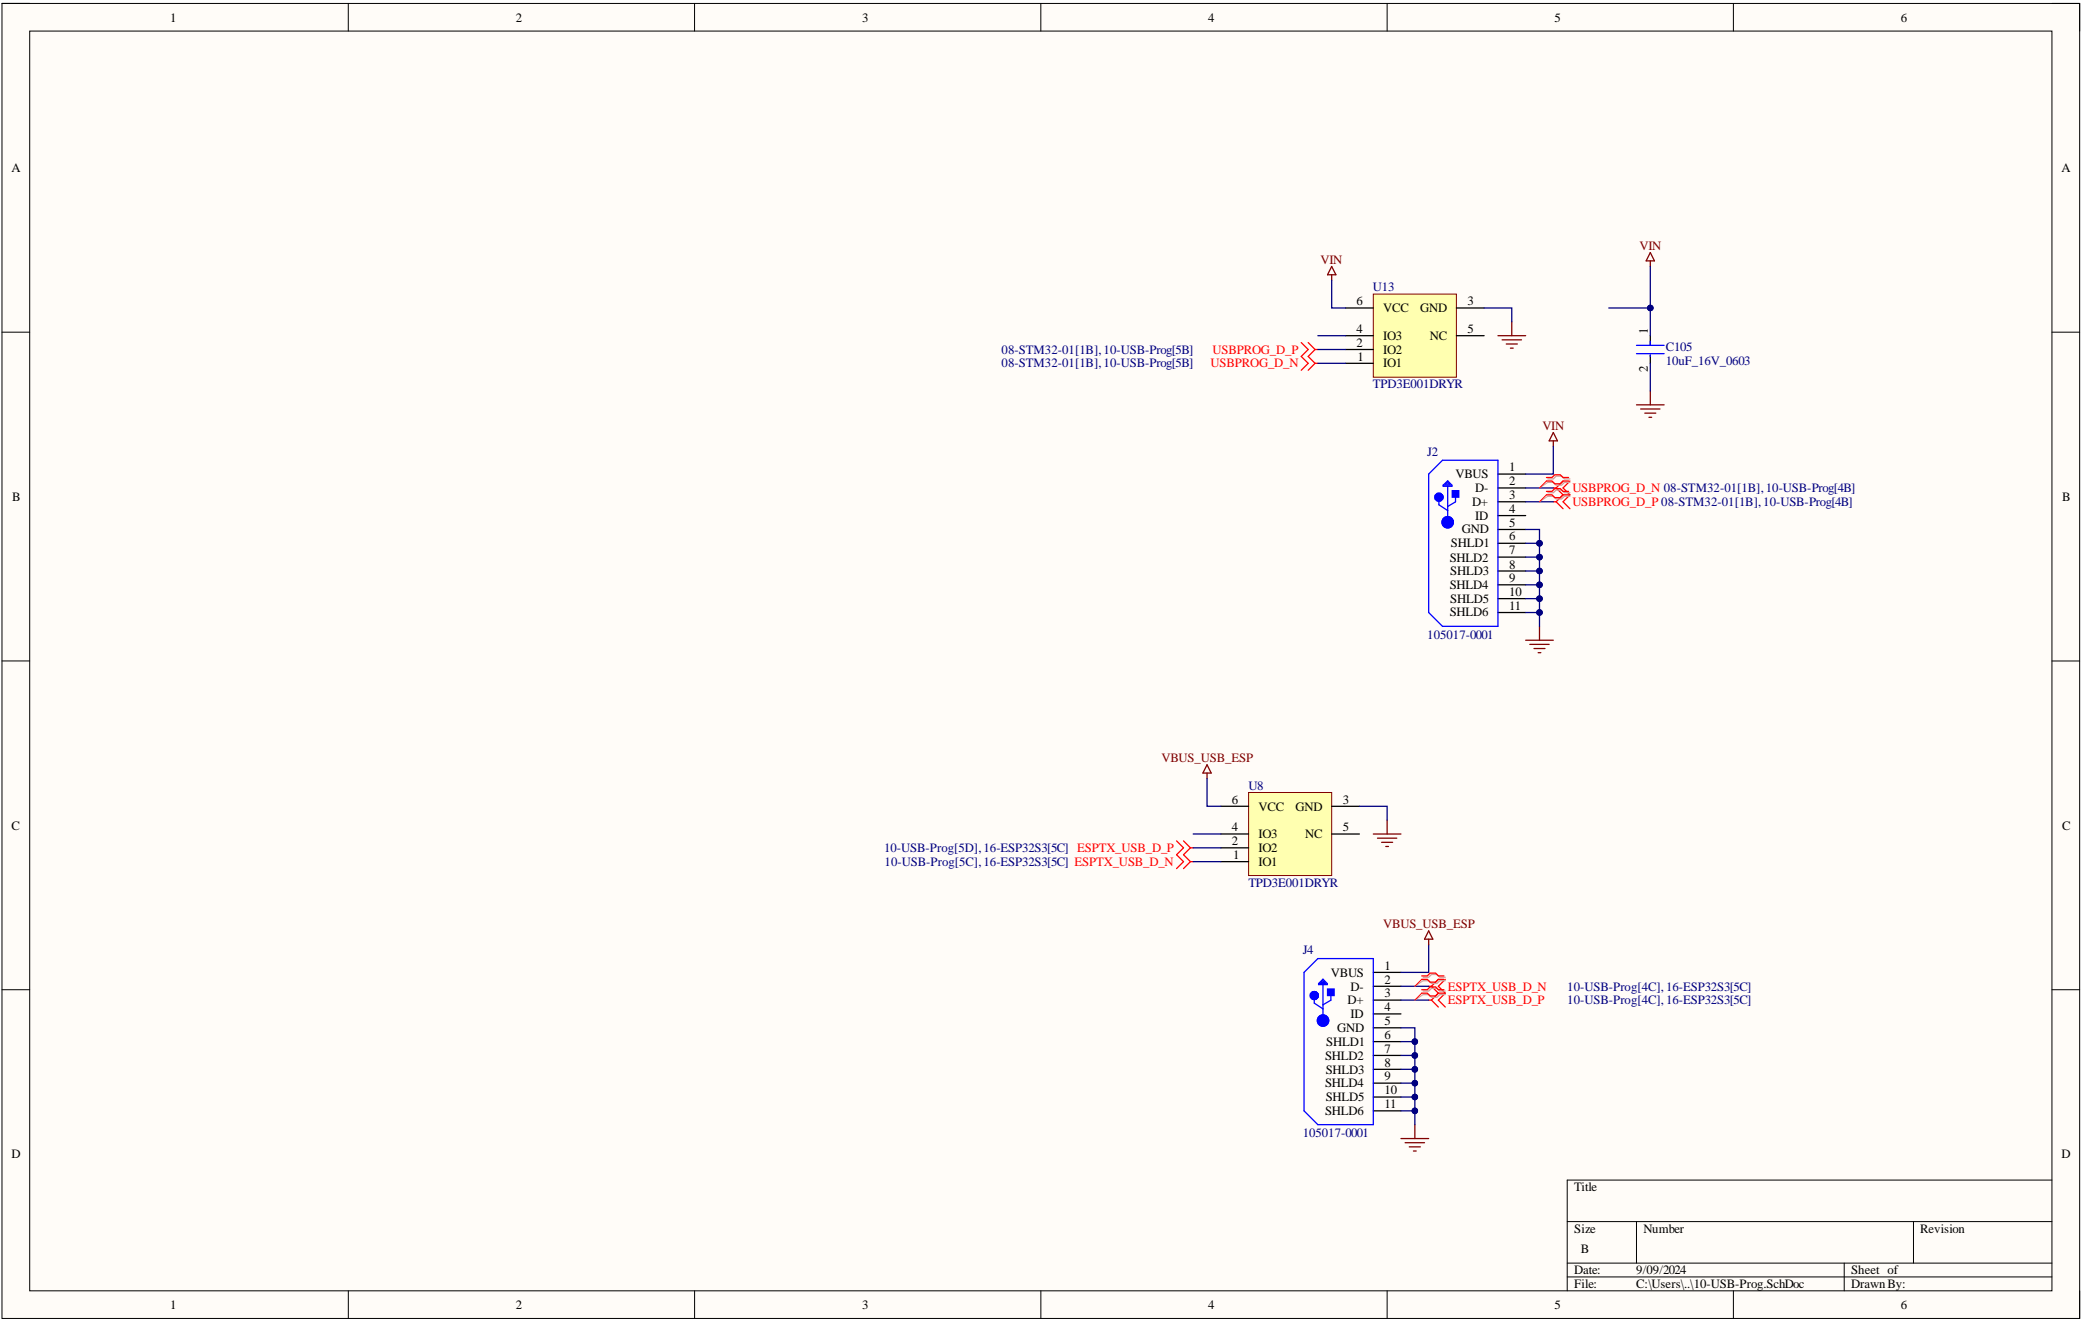 1 2 3 4 5 6
A A
VIN
VIN
U13
6 VCC GND 3
4 IO3 NC 5
08-STM32-01[1B], 10-USB-Prog[5B] USBPROG_D_P 2 IO2
08-STM32-01[1B], 10-USB-Prog[5B] USBPROG_D_N 1 IO1
TPD3E001DRYR
1
C105
10uF_16V_0603
2
VIN
J2
VBUS 1
B B
D- 2 USBPROG_D_N 08-STM32-01[1B], 10-USB-Prog[4B]
D+ 3 USBPROG_D_P 08-STM32-01[1B], 10-USB-Prog[4B]
ID 4
GND 5
SHLD1 6
SHLD2 7
SHLD3 8
SHLD4 9
SHLD5 10
SHLD6 11
105017-0001
VBUS_USB_ESP
U8
6 VCC GND 3
C C
4 IO3 NC 5
10-USB-Prog[5D], 16-ESP32S3[5C] ESPTX_USB_D_P 2 IO2
10-USB-Prog[5C], 16-ESP32S3[5C] ESPTX_USB_D_N 1 IO1
TPD3E001DRYR
VBUS_USB_ESP
J4
VBUS 1
D- 2 ESPTX_USB_D_N 10-USB-Prog[4C], 16-ESP32S3[5C]
D+ 3 ESPTX_USB_D_P 10-USB-Prog[4C], 16-ESP32S3[5C]
ID 4
GND 5
SHLD1 6
SHLD2 7
SHLD3 8
SHLD4 9
SHLD5 10
SHLD6 11
105017-0001
D D
Title
Size Number Revision
B
Date: 9/09/2024 Sheet of
File: C:\Users\..\10-USB-Prog.SchDoc Drawn By:
1 2 3 4 5 6